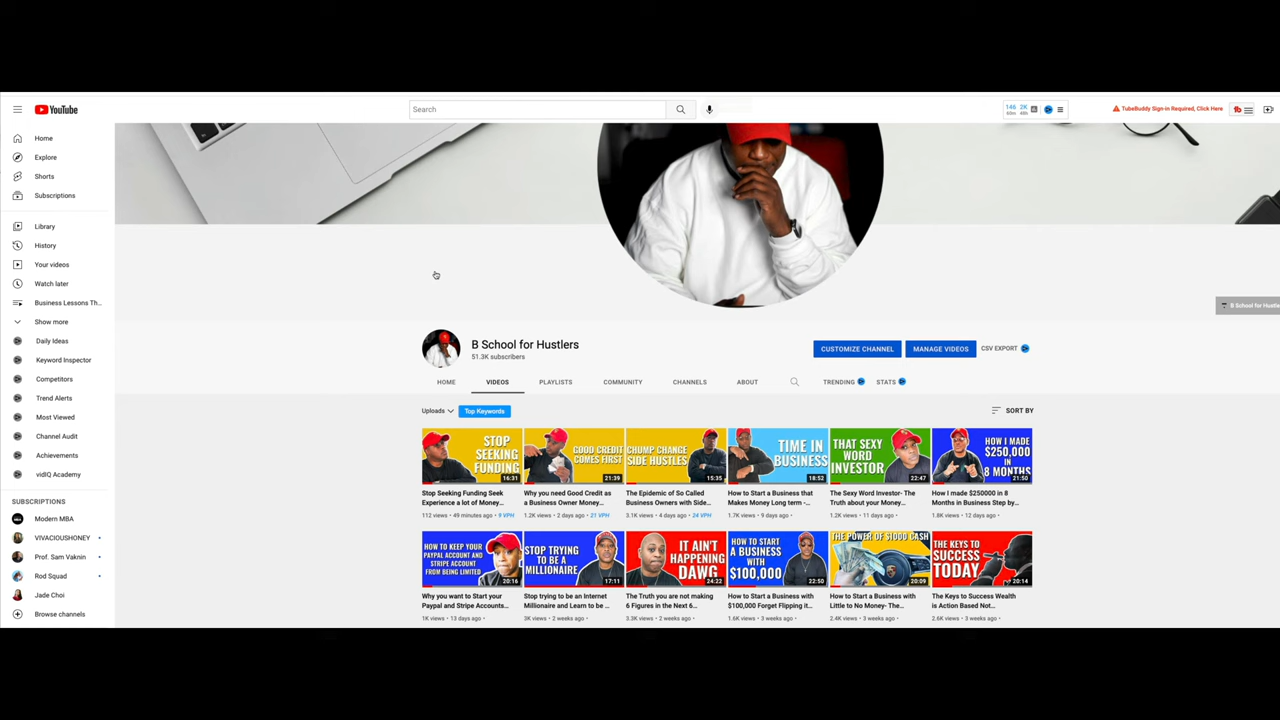 YouTube
Search
146 2K
60m 48h
TubeBuddy Sign-in Required, Click Here
Home
Explore
Shorts
Subscriptions
Library
History
Your videos
Watch later
Business Lessons Th...
Show more
Daily Ideas
Keyword Inspector
Competitors
Trend Alerts
Most Viewed
Channel Audit
Achievements
vidIQ Academy
SUBSCRIPTIONS
Modern MBA
VIVACIOUSHONEY
Prof. Sam Vaknin
Rod Squad
Jade Choi
Browse channels
B School for Hustle
B School for Hustlers
51.3K subscribers
CUSTOMIZE CHANNEL
MANAGE VIDEOS
CSV EXPORT
HOME
VIDEOS
PLAYLISTS
COMMUNITY
CHANNELS
ABOUT
TRENDING
STATS
Uploads
Top Keywords
SORT BY
STOP
SEEKING
FUNDING
16:31
Stop Seeking Funding Seek
Experience a lot of Money...
112 views • 49 minutes ago • 9 VPH
GOOD CREDIT
COMES FIRST
21:39
Why you need Good Credit as
a Business Owner Money...
1.2K views • 2 days ago • 21 VPH
CHUMP CHANGE
SIDE HUSTLES
15:35
The Epidemic of So Called
Business Owners with Side...
3.1K views • 4 days ago • 24 VPH
TIME IN
BUSINESS
18:52
How to Start a Business that
Makes Money Long term -...
1.7K views • 9 days ago •
THAT SEXY
WORD
INVESTOR
22:47
The Sexy Word Investor- The
Truth about your Money...
1.2K views • 11 days ago •
HOW I MADE
$250,000
IN
8 MONTHS
21:50
How I made $250000 in 8
Months in Business Step by...
1.8K views • 12 days ago •
HOW TO KEEP YOUR
PAYPAL ACCOUNT AND
STRIPE ACCOUNT
FROM BEING LIMITED
20:16
Why you want to Start your
Paypal and Stripe Accounts...
1K views • 13 days ago •
STOP TRYING
TO BE A
MILLIONAIRE
17:11
Stop trying to be an Internet
Millionaire and Learn to be ...
3K views • 2 weeks ago •
IT AIN'T
HAPPENING
DAWG
24:22
The Truth you are not making
6 Figures in the Next 6...
3.3K views • 2 weeks ago •
HOW TO START
A BUSINESS
WITH
$100,000
22:50
How to Start a Business with
$100,000 Forget Flipping it...
1.6K views • 3 weeks ago •
THE POWER OF $1000 CASH
20:09
How to Start a Business with
Little to No Money- The...
2.4K views • 3 weeks ago •
THE KEYS TO
SUCCESS
TODAY
20:14
The Keys to Success Wealth
is Action Based Not...
2.6K views • 3 weeks ago •